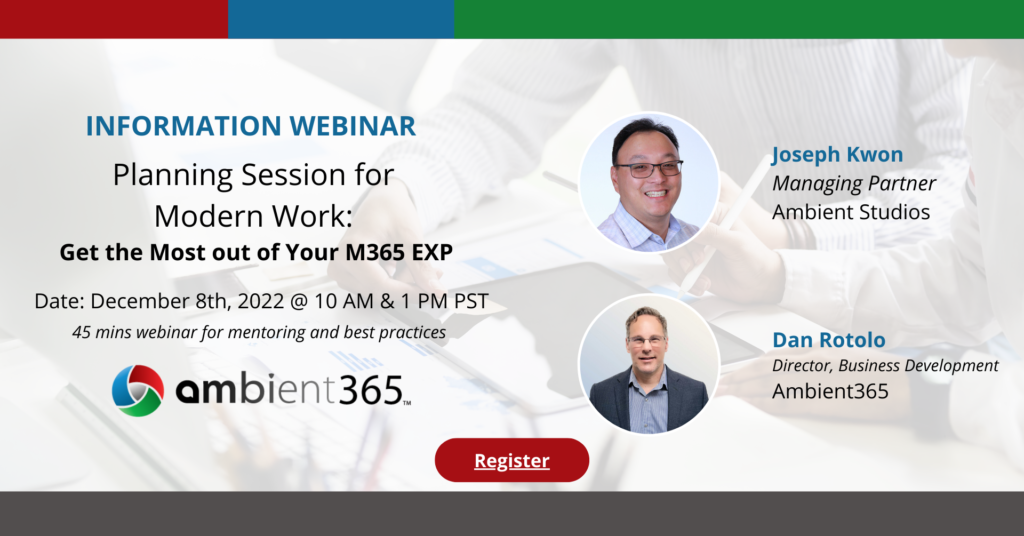 INFORMATION WEBINAR
Planning Session for
Modern Work:
Get the Most out of Your M365 EXP
Date: December 8th, 2022 @ 10 AM & 1 PM PST
45 mins webinar for mentoring and best practices
ambient365™
Joseph Kwon
Managing Partner
Ambient Studios
Dan Rotolo
Director, Business Development
Ambient365
Register